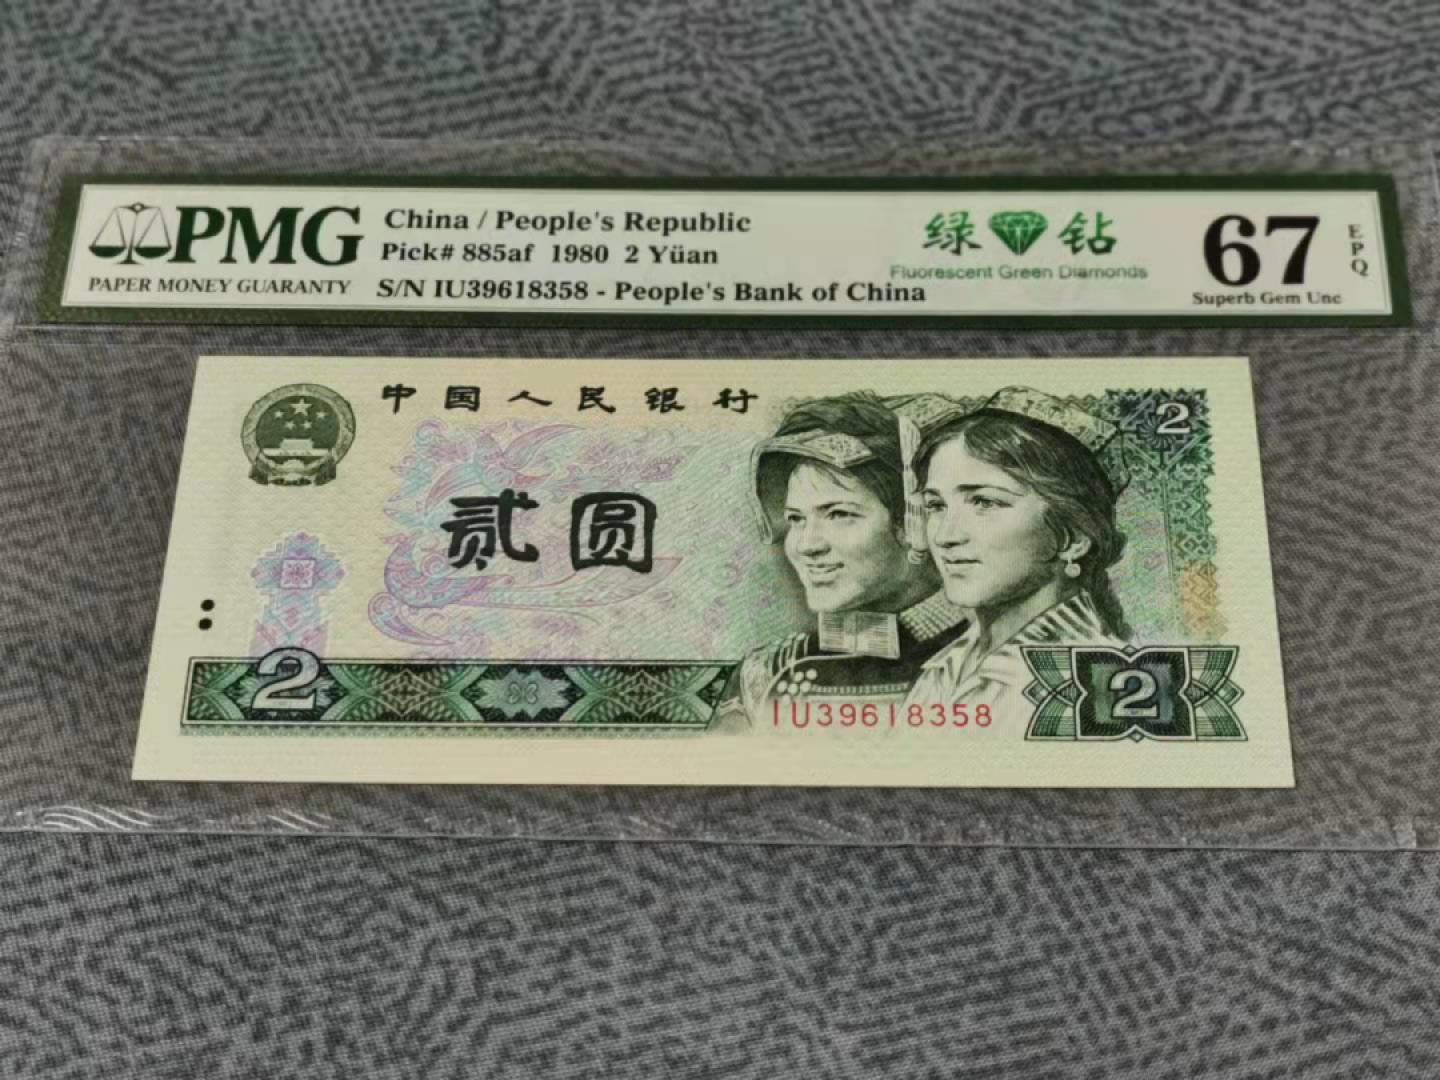 PMG
PAPER MONEY GUARANTY
China / People's Republic
Pick# 885af 1980 2 Yüan
S/N IU39618358 - People's Bank of China
绿钻
Fluorescent Green Diamonds
67
EPQ
Superb Gem Unc
中国人民银行
2
贰圆
2
IU39618358
2